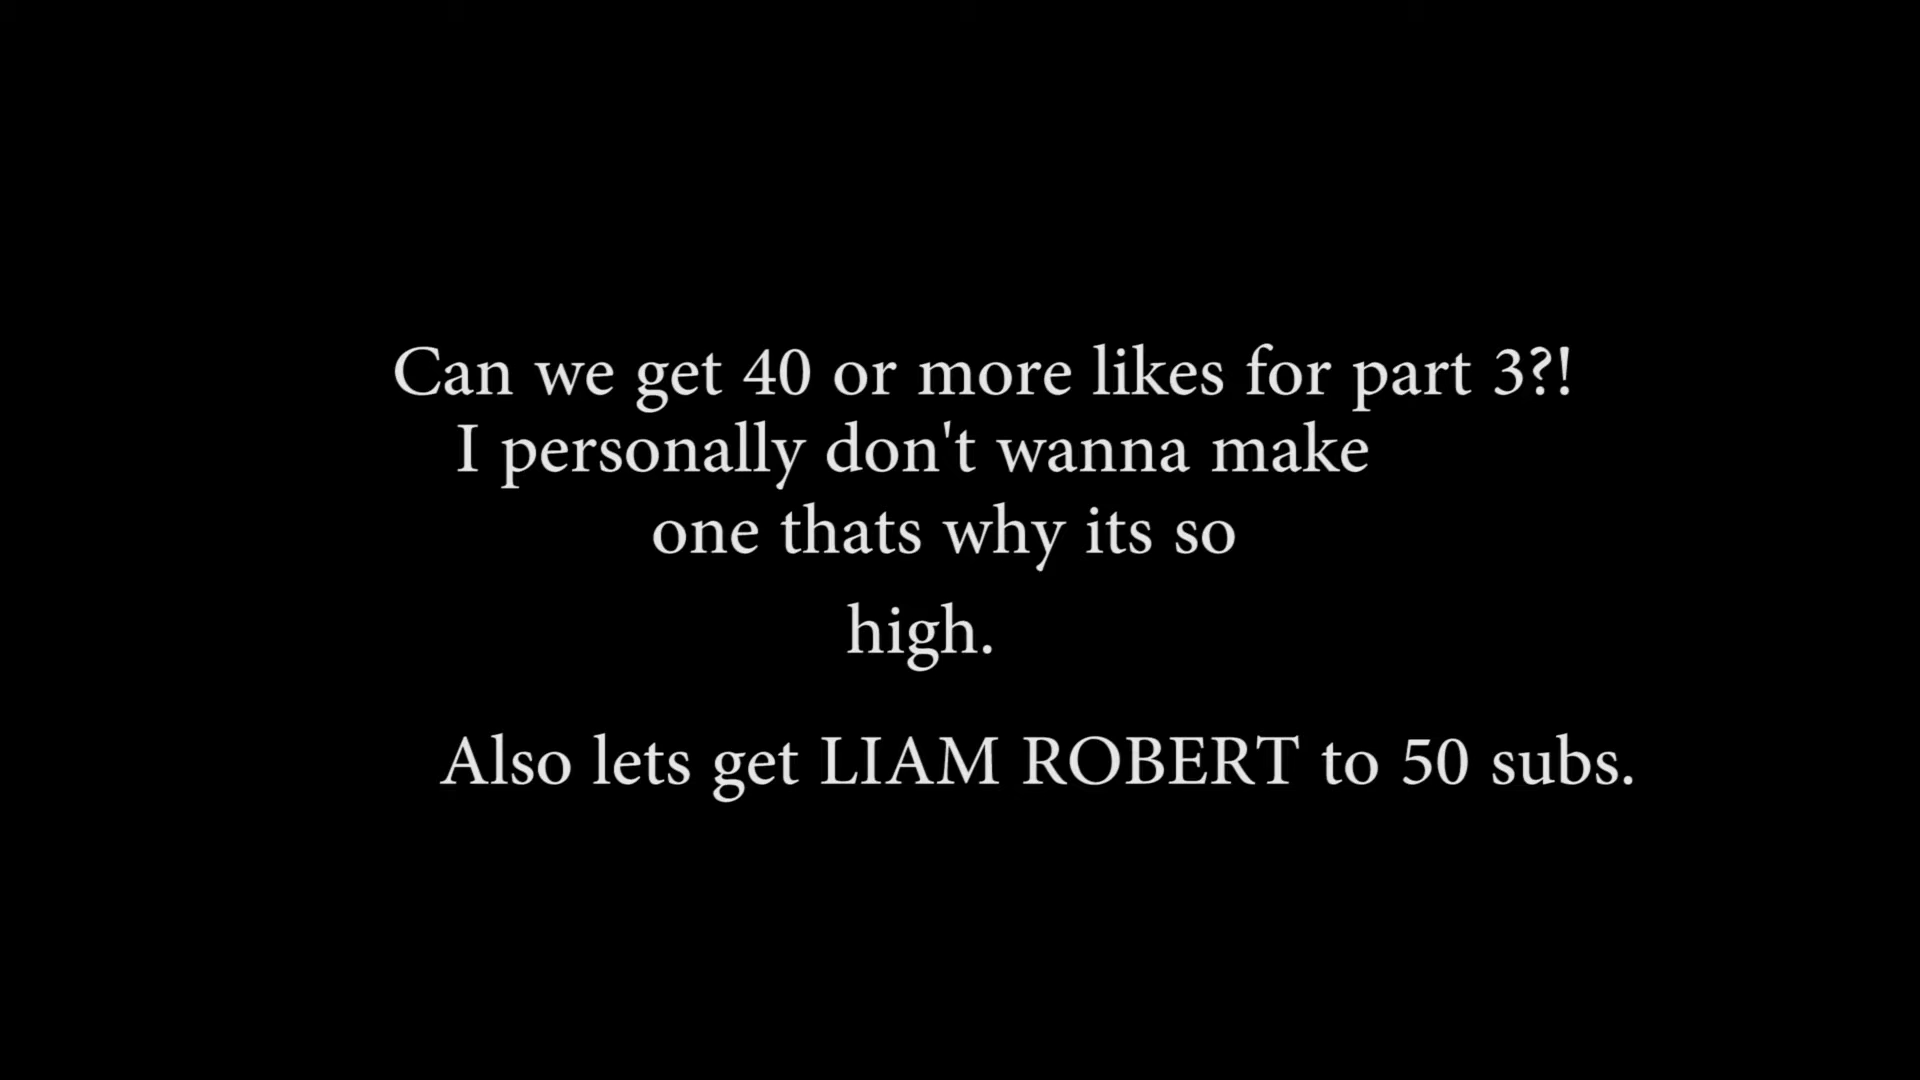 Can we get 40 or more likes for part 3?!
I personally don't wanna make
one thats why its so
high.
Also lets get LIAM ROBERT to 50 subs.